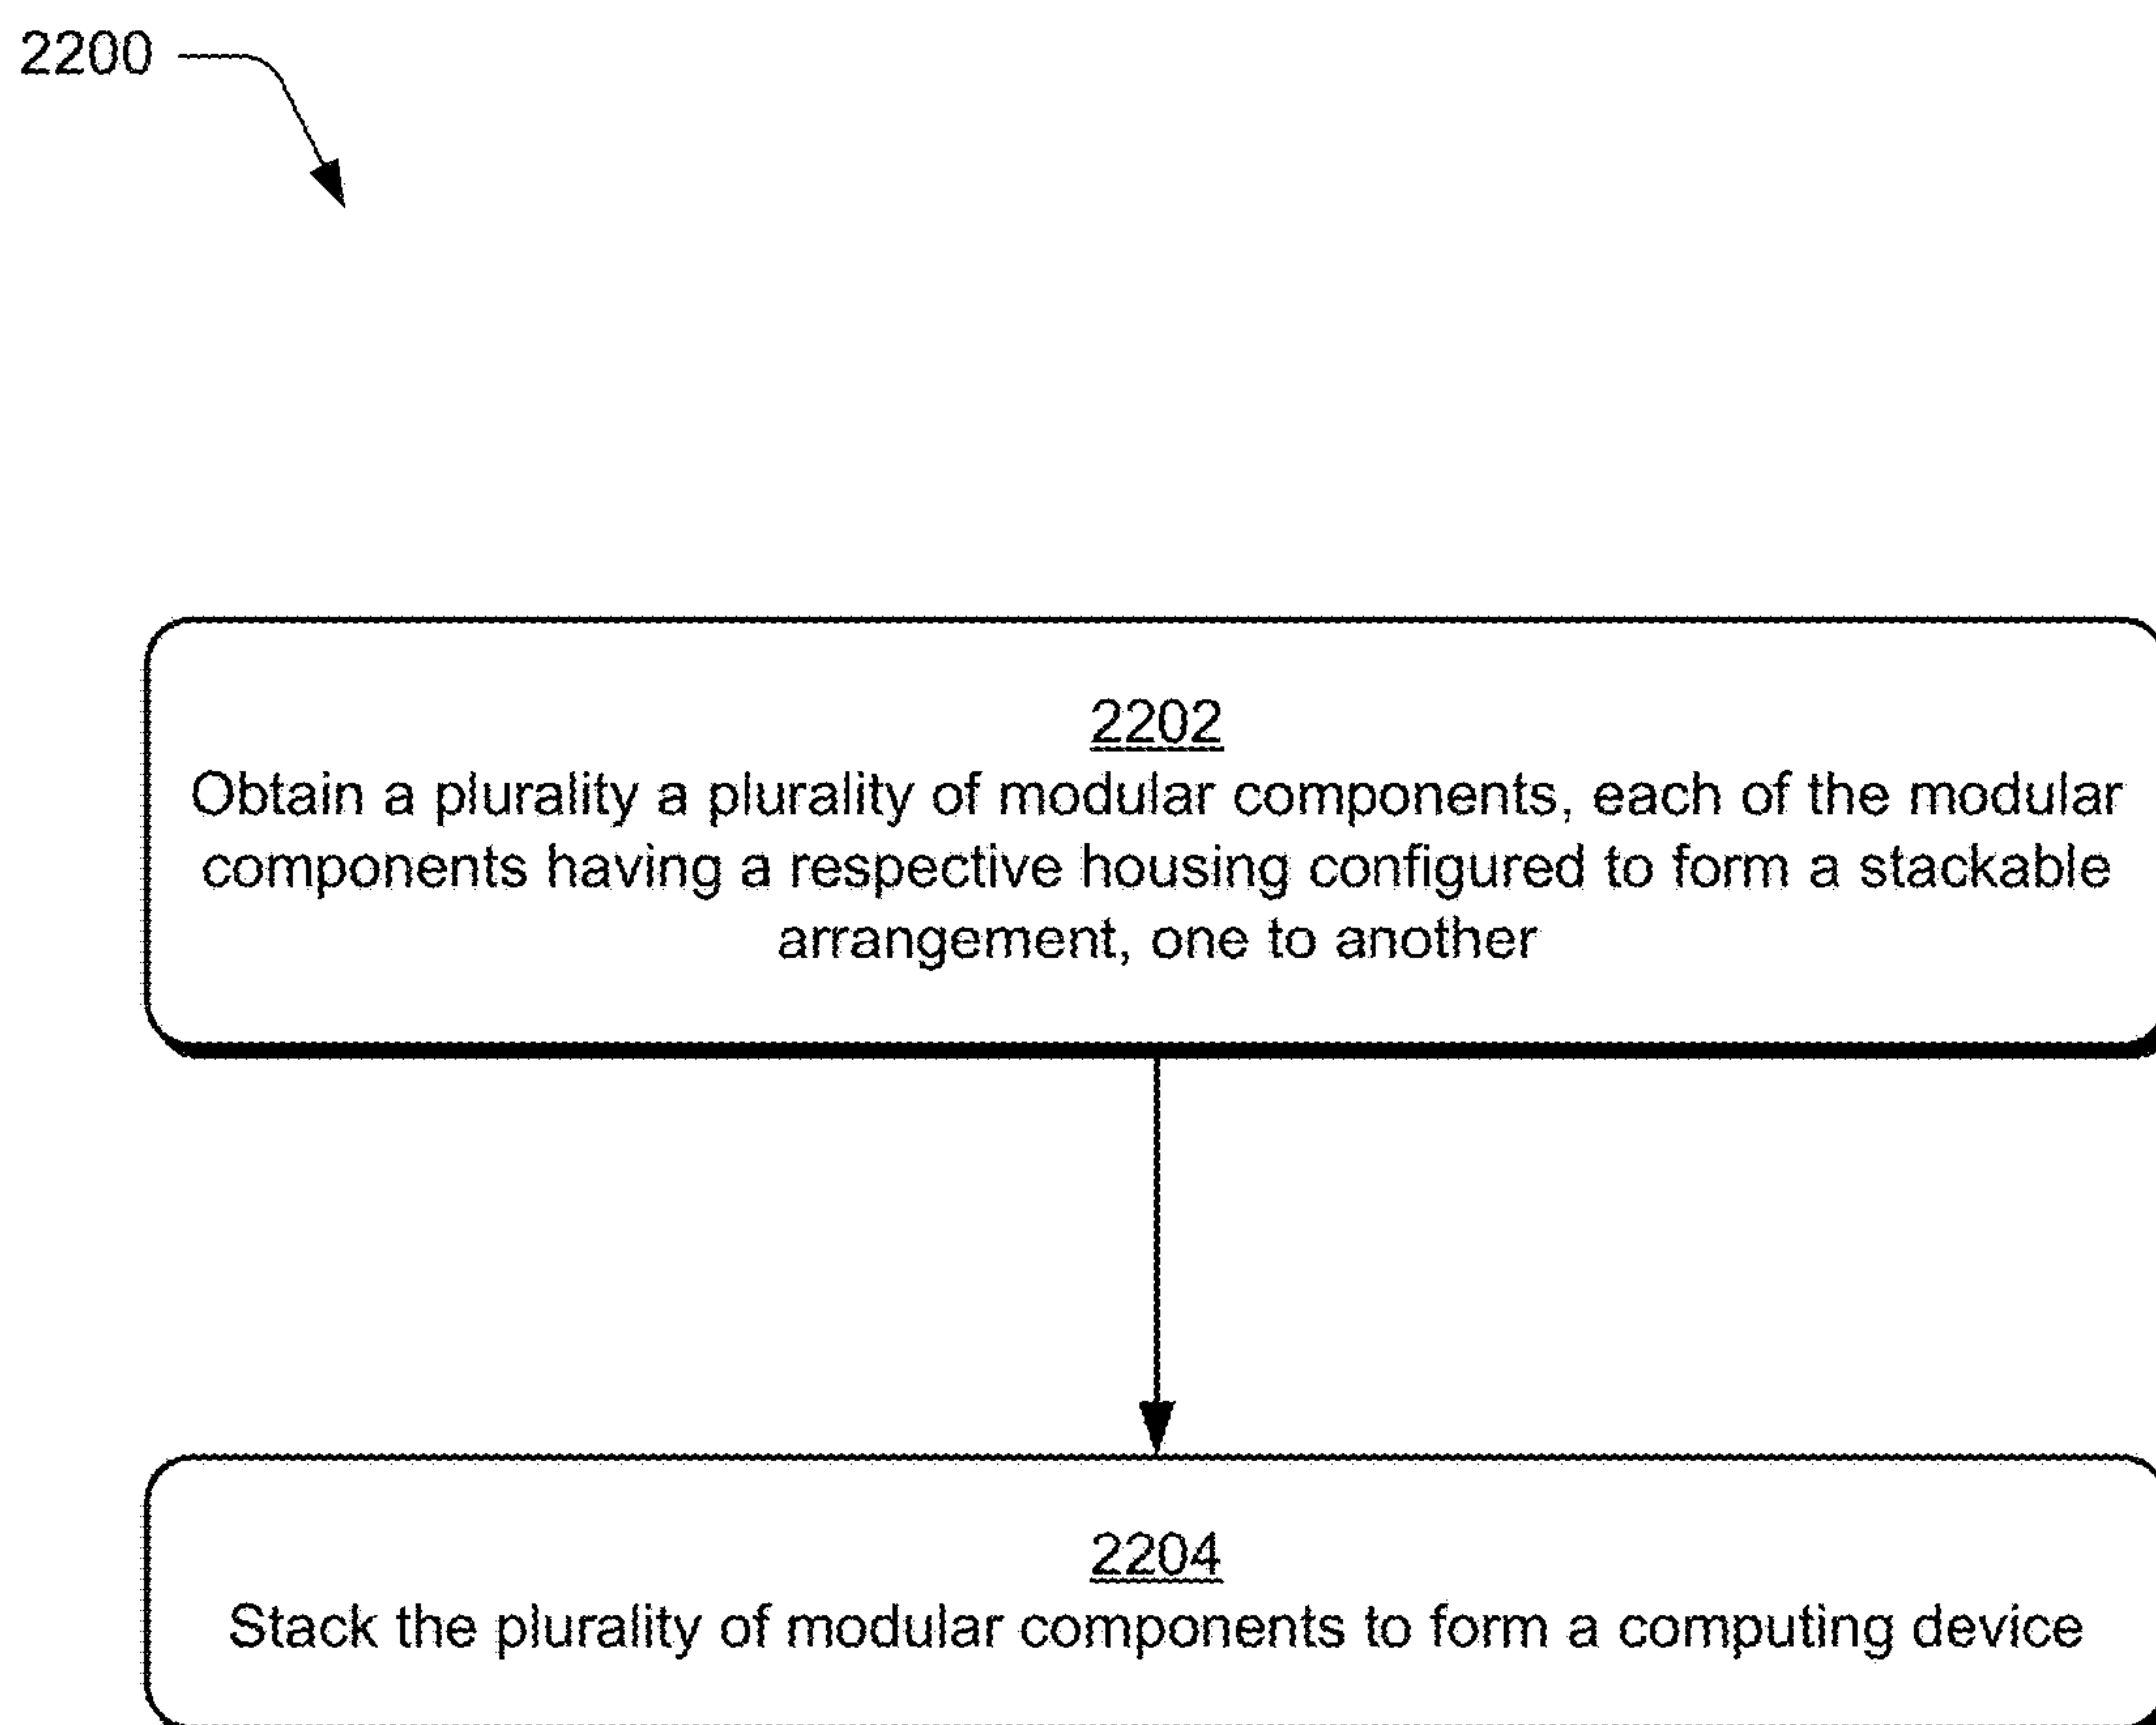 2200
2202
Obtain a plurality a plurality of modular components, each of the modular
components having a respective housing configured to form a stackable
arrangement, one to another
2204
Stack the plurality of modular components to form a computing device